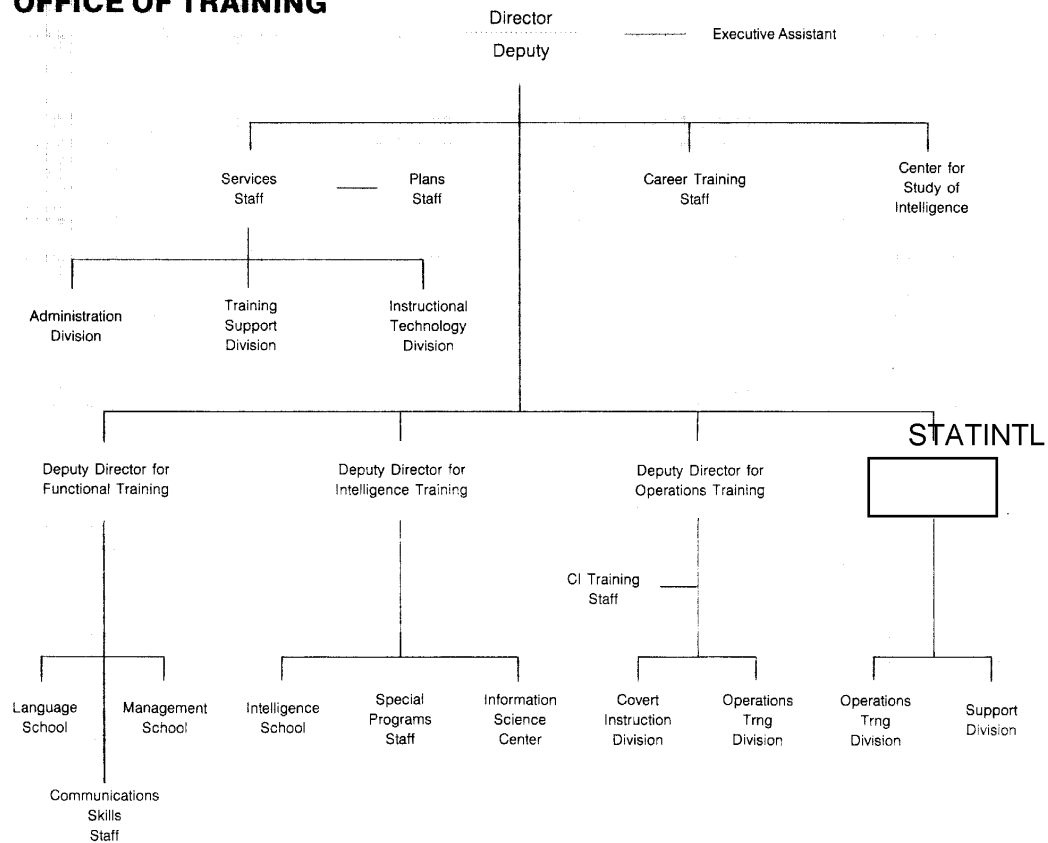 OFFICE OF TRAINING
Director
Deputy
Executive Assistant
Services
Staff
Plans
Staff
Career Training
Staff
Center for
Study of
Intelligence
Administration
Division
Training
Support
Division
Instructional
Technology
Division
STATINTL
Deputy Director for
Functional Training
Deputy Director for
Intelligence Training
Deputy Director for
Operations Training
CI Training
Staff
Language
School
Management
School
Intelligence
School
Special
Programs
Staff
Information
Science
Center
Covert
Instruction
Division
Operations
Trng
Division
Operations
Trng
Division
Support
Division
Communications
Skills
Staff